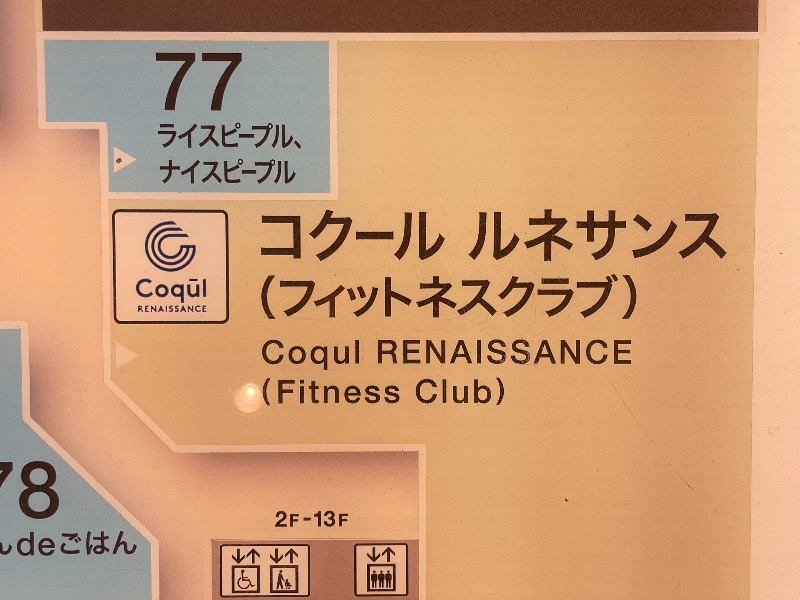 77
ライスピープル、
ナイスピープル
Coqūl
RENAISSANCE
コクール ルネサンス
(フィットネスクラブ)
Coqul RENAISSANCE
(Fitness Club)
78
んdeごはん
2F-13F